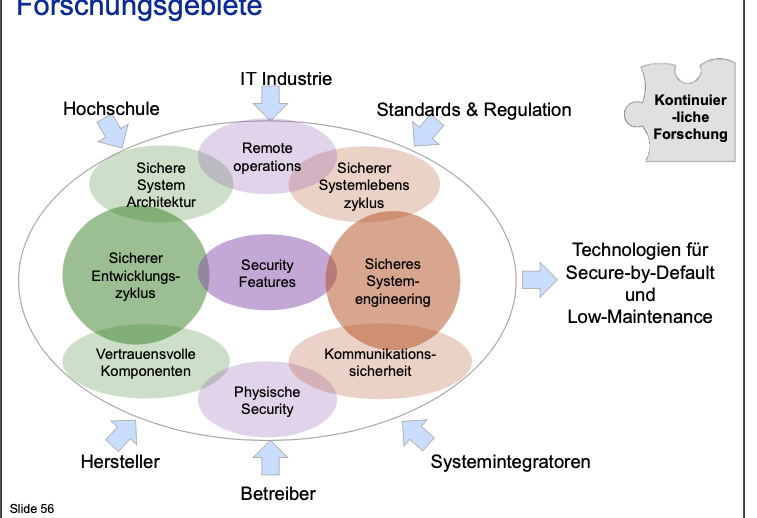 Forschungsgebiete
IT Industrie
Hochschule
Standards & Regulation
Kontinuier
-liche
Forschung
Remote
operations
Sichere
System
Architektur
Sicherer
Systemlebens
zyklus
Sicherer
Entwicklungs-
zyklus
Security
Features
Sicheres
System-
engineering
Technologien für
Secure-by-Default
und
Low-Maintenance
Vertrauensvolle
Komponenten
Kommunikations-
sicherheit
Physische
Security
Hersteller
Systemintegratoren
Betreiber
Slide 56